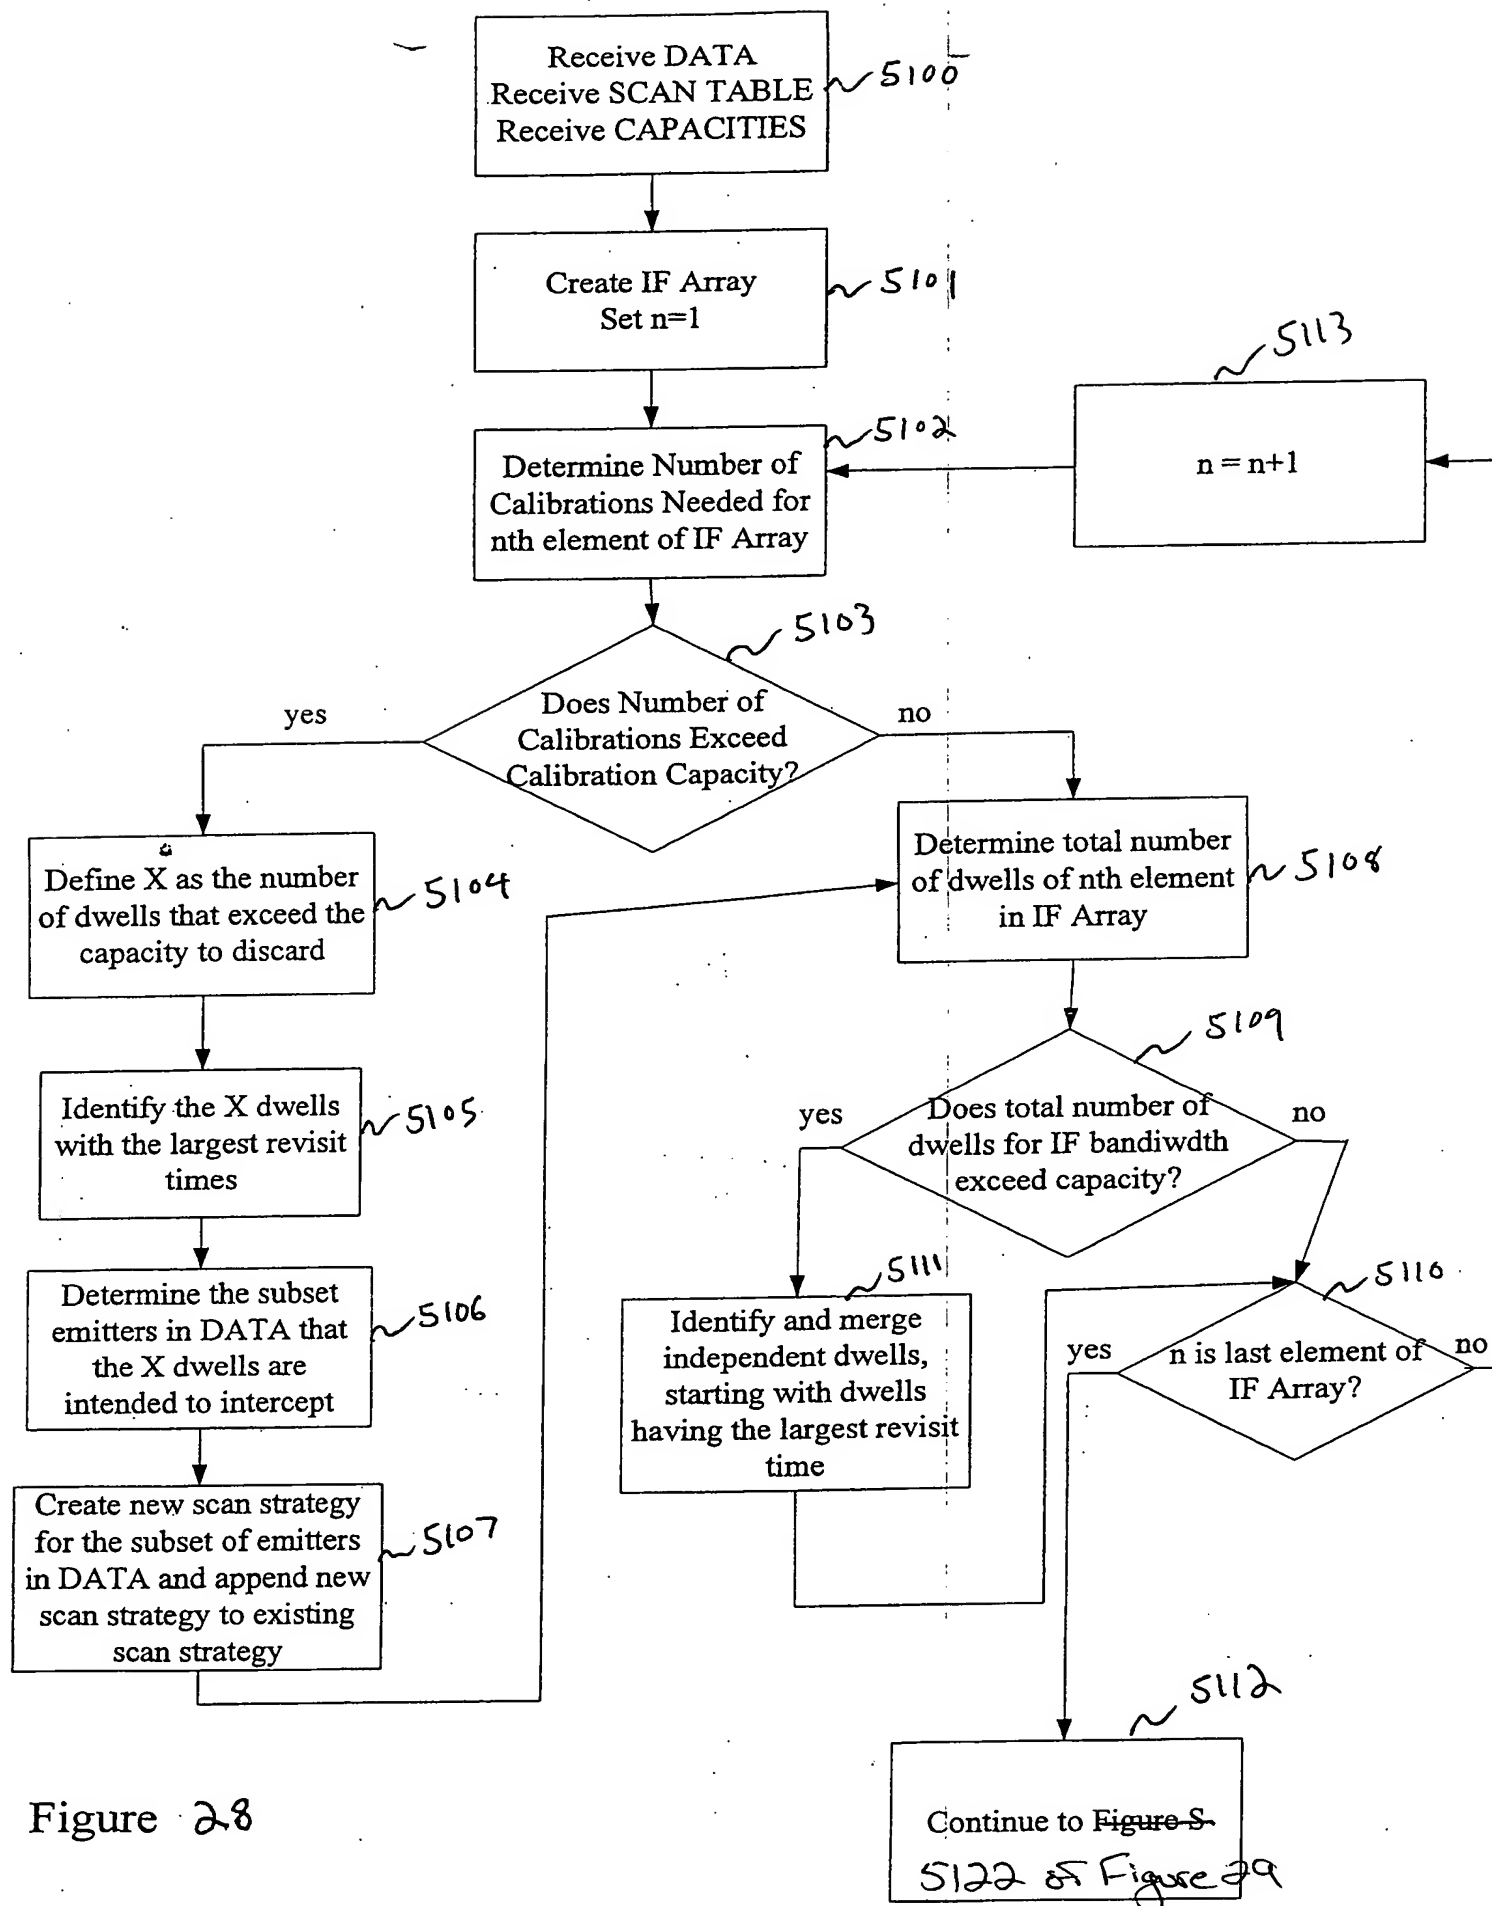 Receive DATA
Receive SCAN TABLE
Receive CAPACITIES
5100
Create IF Array
Set n=1
5101
5113
n = n+1
5102
Determine Number of
Calibrations Needed for
nth element of IF Array
5103
Does Number of
Calibrations Exceed
Calibration Capacity?
yes
no
Define X as the number
of dwells that exceed the
capacity to discard
5104
Determine total number
of dwells of nth element
in IF Array
5108
Identify the X dwells
with the largest revisit
times
5105
5109
Does total number of
dwells for IF bandiwdth
exceed capacity?
yes
no
Determine the subset
emitters in DATA that
the X dwells are
intended to intercept
5106
5111
Identify and merge
independent dwells,
starting with dwells
having the largest revisit
time
5110
n is last element of
IF Array?
yes
no
Create new scan strategy
for the subset of emitters
in DATA and append new
scan strategy to existing
scan strategy
5107
5112
Continue to Figure S
5122 of Figure 29
Figure 28